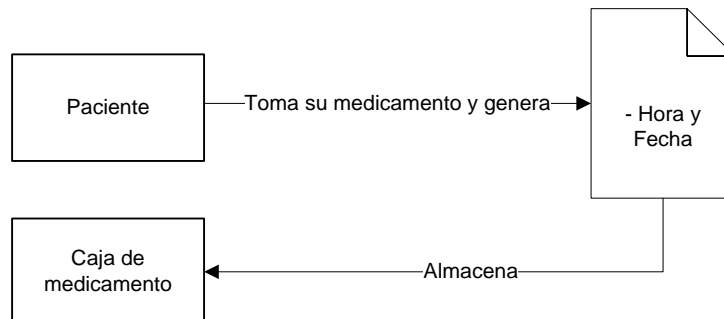 Paciente
Toma su medicamento y genera
- Hora y
Fecha
Caja de
medicamento
Almacena